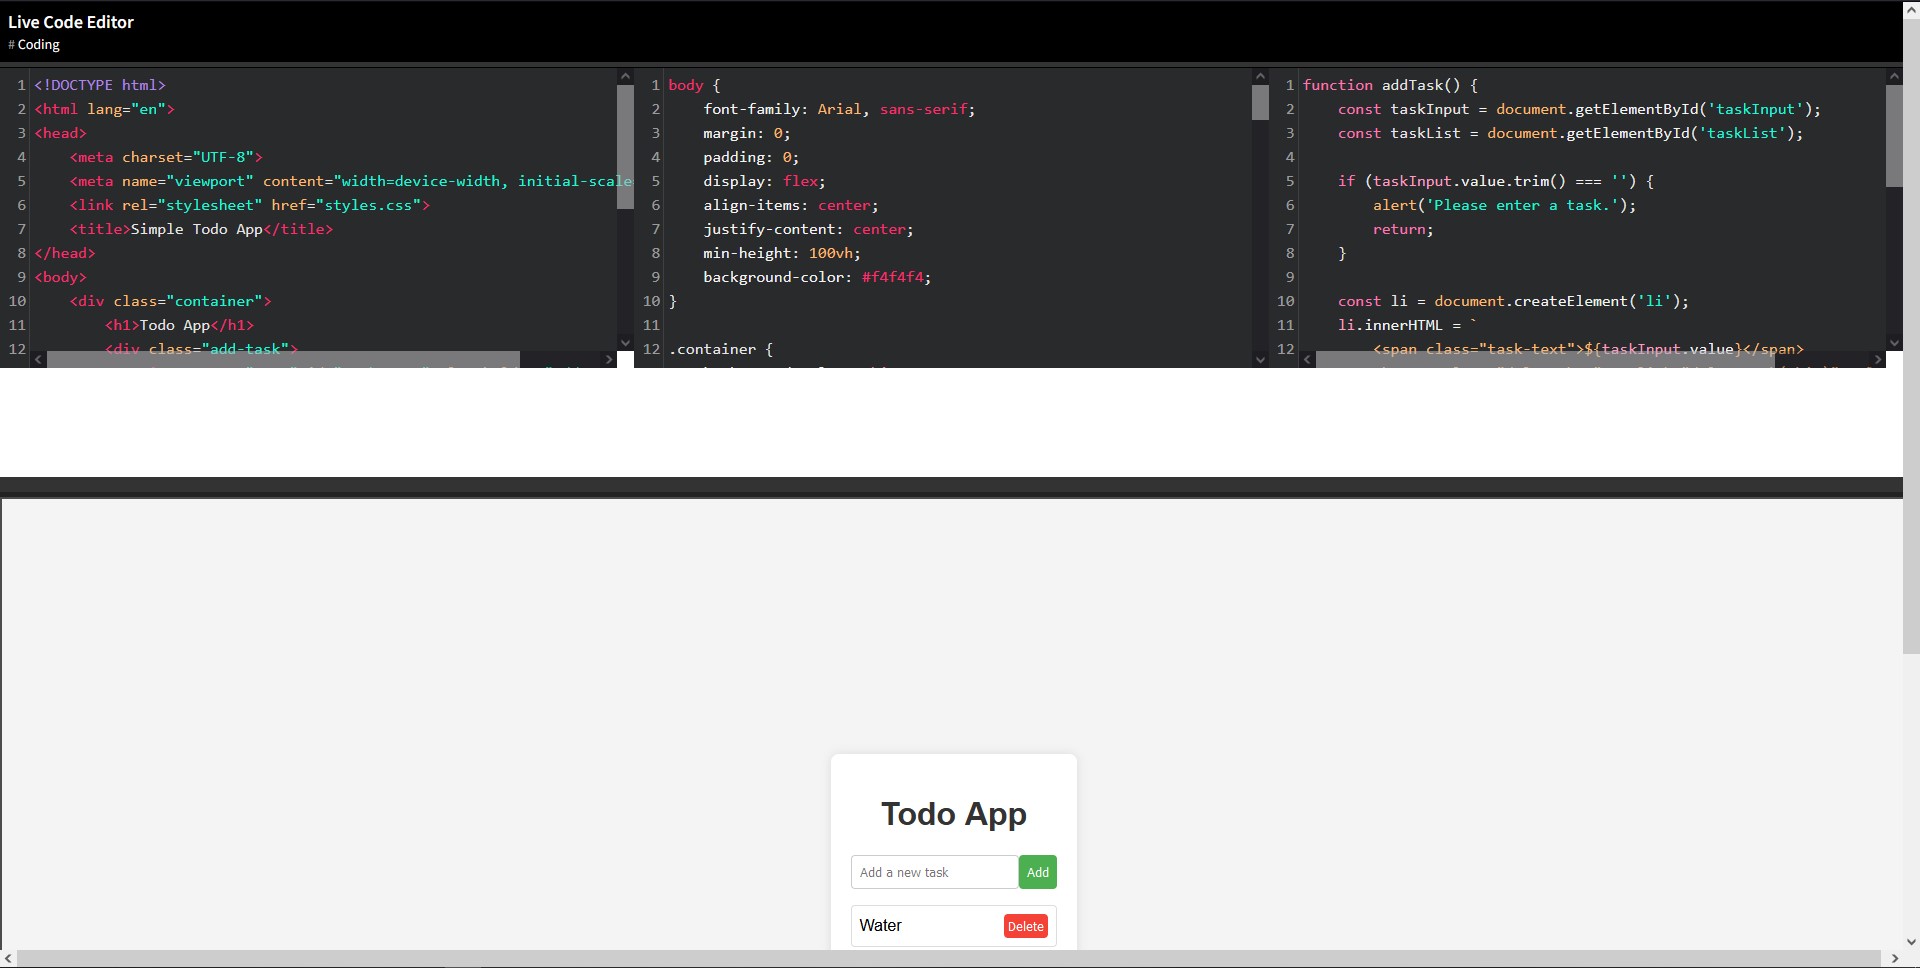 Live Code Editor
# Coding
1 <!DOCTYPE html>
2 <html lang="en">
3 <head>
4     <meta charset="UTF-8">
5     <meta name="viewport" content="width=device-width, initial-scale
6     <link rel="stylesheet" href="styles.css">
7     <title>Simple Todo App</title>
8 </head>
9 <body>
10     <div class="container">
11         <h1>Todo App</h1>
12         <div class="add-task">
1 body {
2     font-family: Arial, sans-serif;
3     margin: 0;
4     padding: 0;
5     display: flex;
6     align-items: center;
7     justify-content: center;
8     min-height: 100vh;
9     background-color: #f4f4f4;
10 }
11
12 .container {
1 function addTask() {
2     const taskInput = document.getElementById('taskInput');
3     const taskList = document.getElementById('taskList');
4
5     if (taskInput.value.trim() === '') {
6         alert('Please enter a task.');
7         return;
8     }
9
10     const li = document.createElement('li');
11     li.innerHTML = `
12         <span class="task-text">${taskInput.value}</span>
Todo App
Add a new task Add
Water Delete